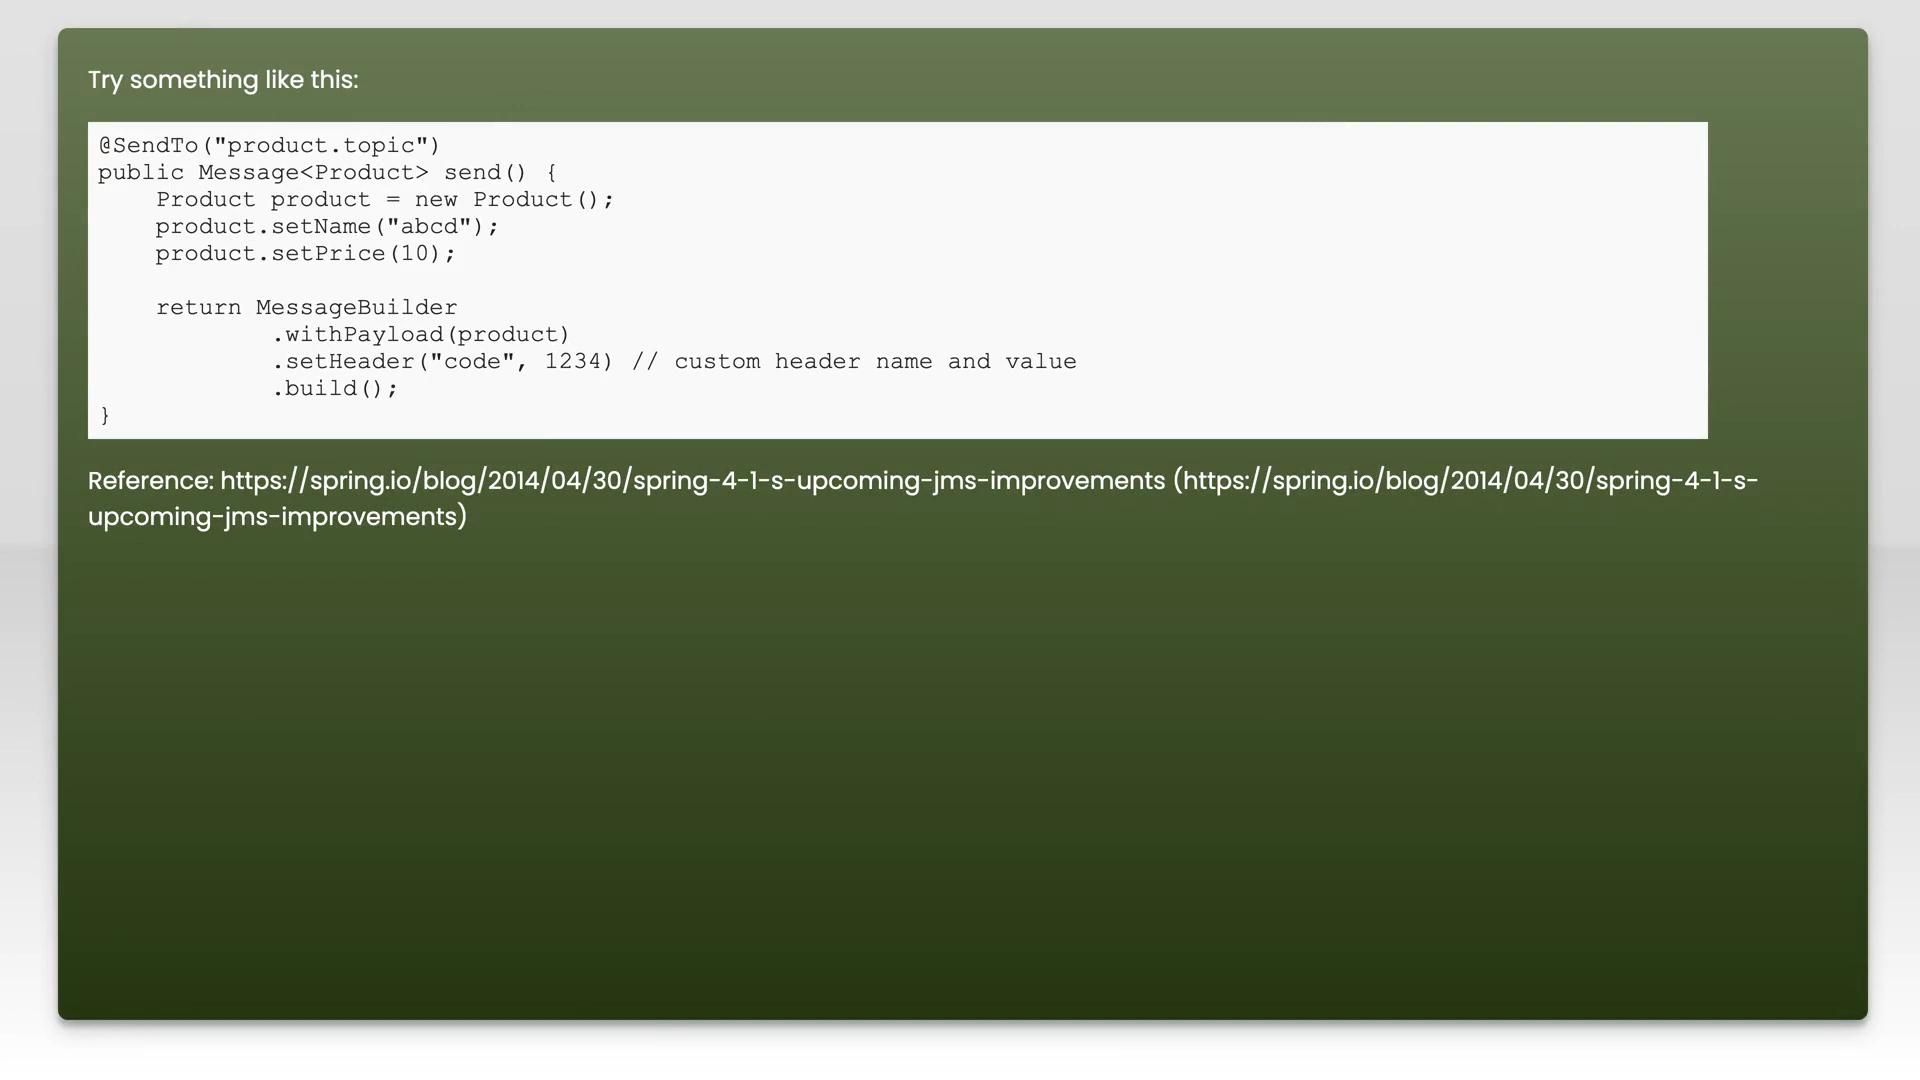 Try something like this:
@SendTo("product.topic")
public Message<Product> send() {
    Product product = new Product();
    product.setName("abcd");
    product.setPrice(10);

    return MessageBuilder
            .withPayload(product)
            .setHeader("code", 1234) // custom header name and value
            .build();
}
Reference: https://spring.io/blog/2014/04/30/spring-4-1-s-upcoming-jms-improvements (https://spring.io/blog/2014/04/30/spring-4-1-s-
upcoming-jms-improvements)